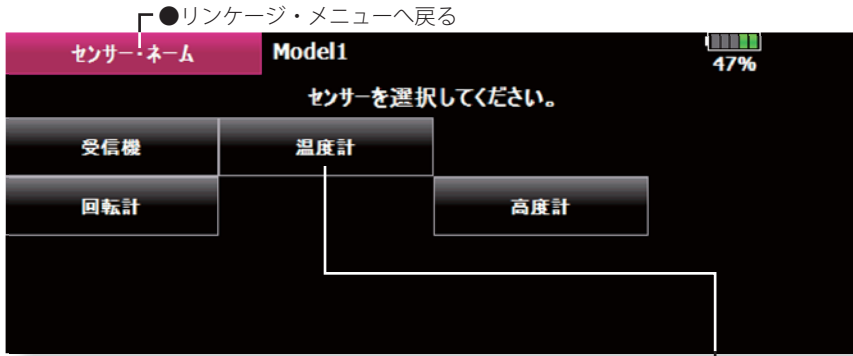 ●リンケージ・メニューへ戻る
センサー・ネーム Model1 47%
センサーを選択してください。
受信機 温度計
回転計 高度計